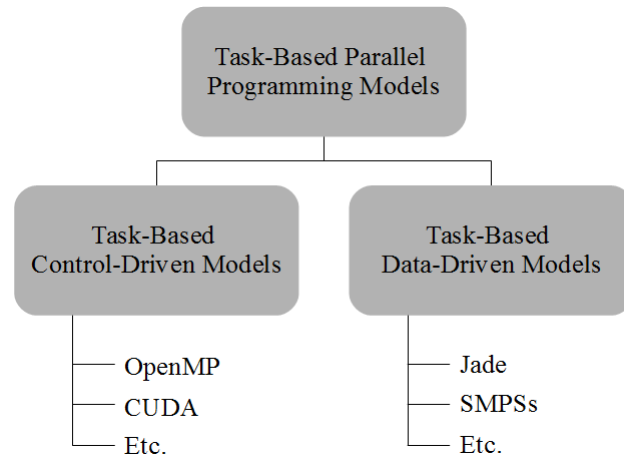 Task-Based Parallel
Programming Models
Task-Based
Control-Driven Models
Task-Based
Data-Driven Models
OpenMP
CUDA
Etc.
Jade
SMPSs
Etc.